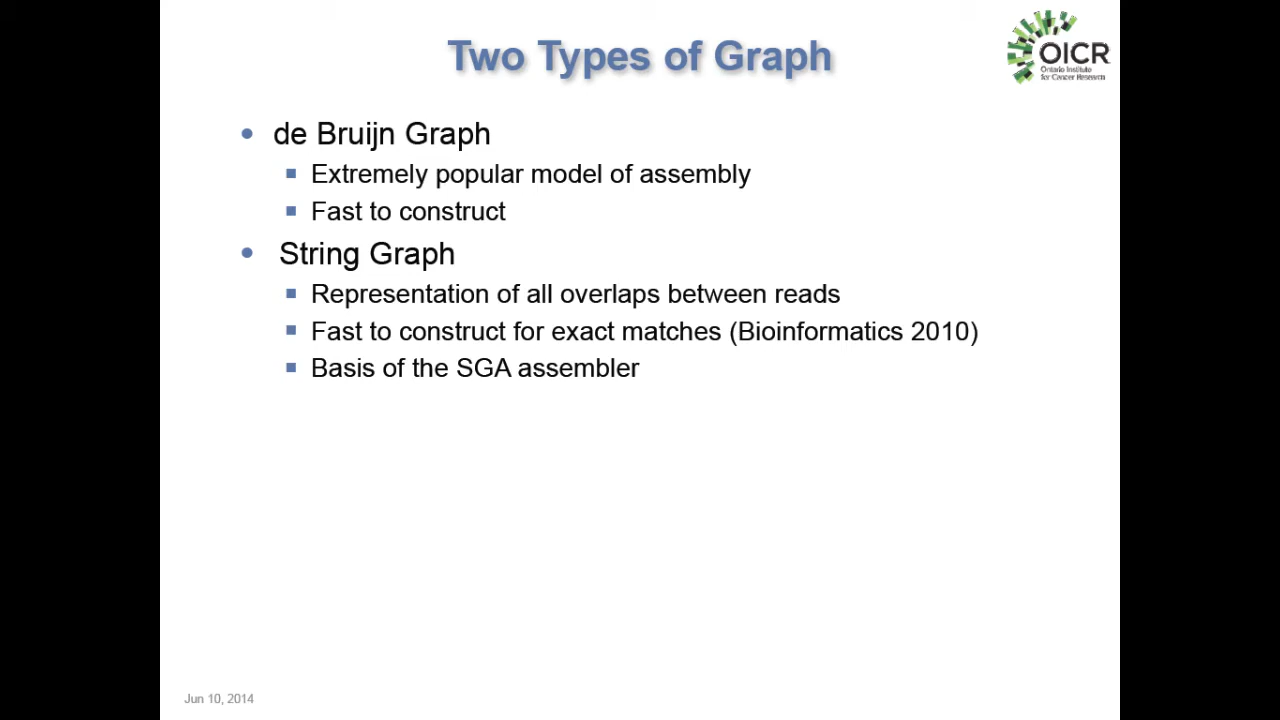 Two Types of Graph
OICR
Ontario Institute
for Cancer Research
• de Bruijn Graph
▪ Extremely popular model of assembly
▪ Fast to construct
• String Graph
▪ Representation of all overlaps between reads
▪ Fast to construct for exact matches (Bioinformatics 2010)
▪ Basis of the SGA assembler
Jun 10, 2014